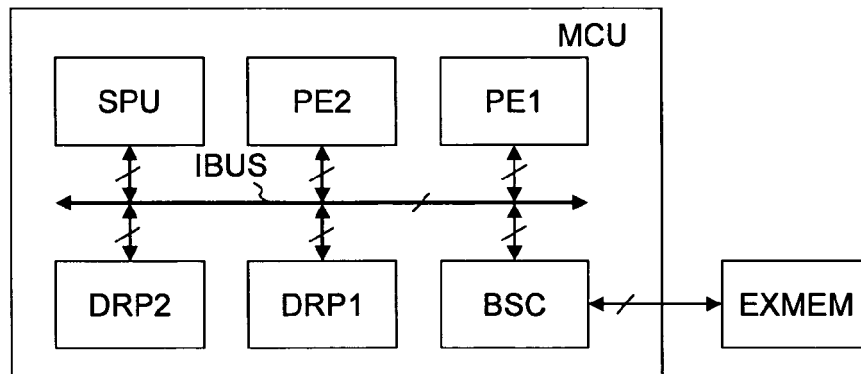 MCU
SPU PE2 PE1
IBUS
DRP2 DRP1 BSC EXMEM